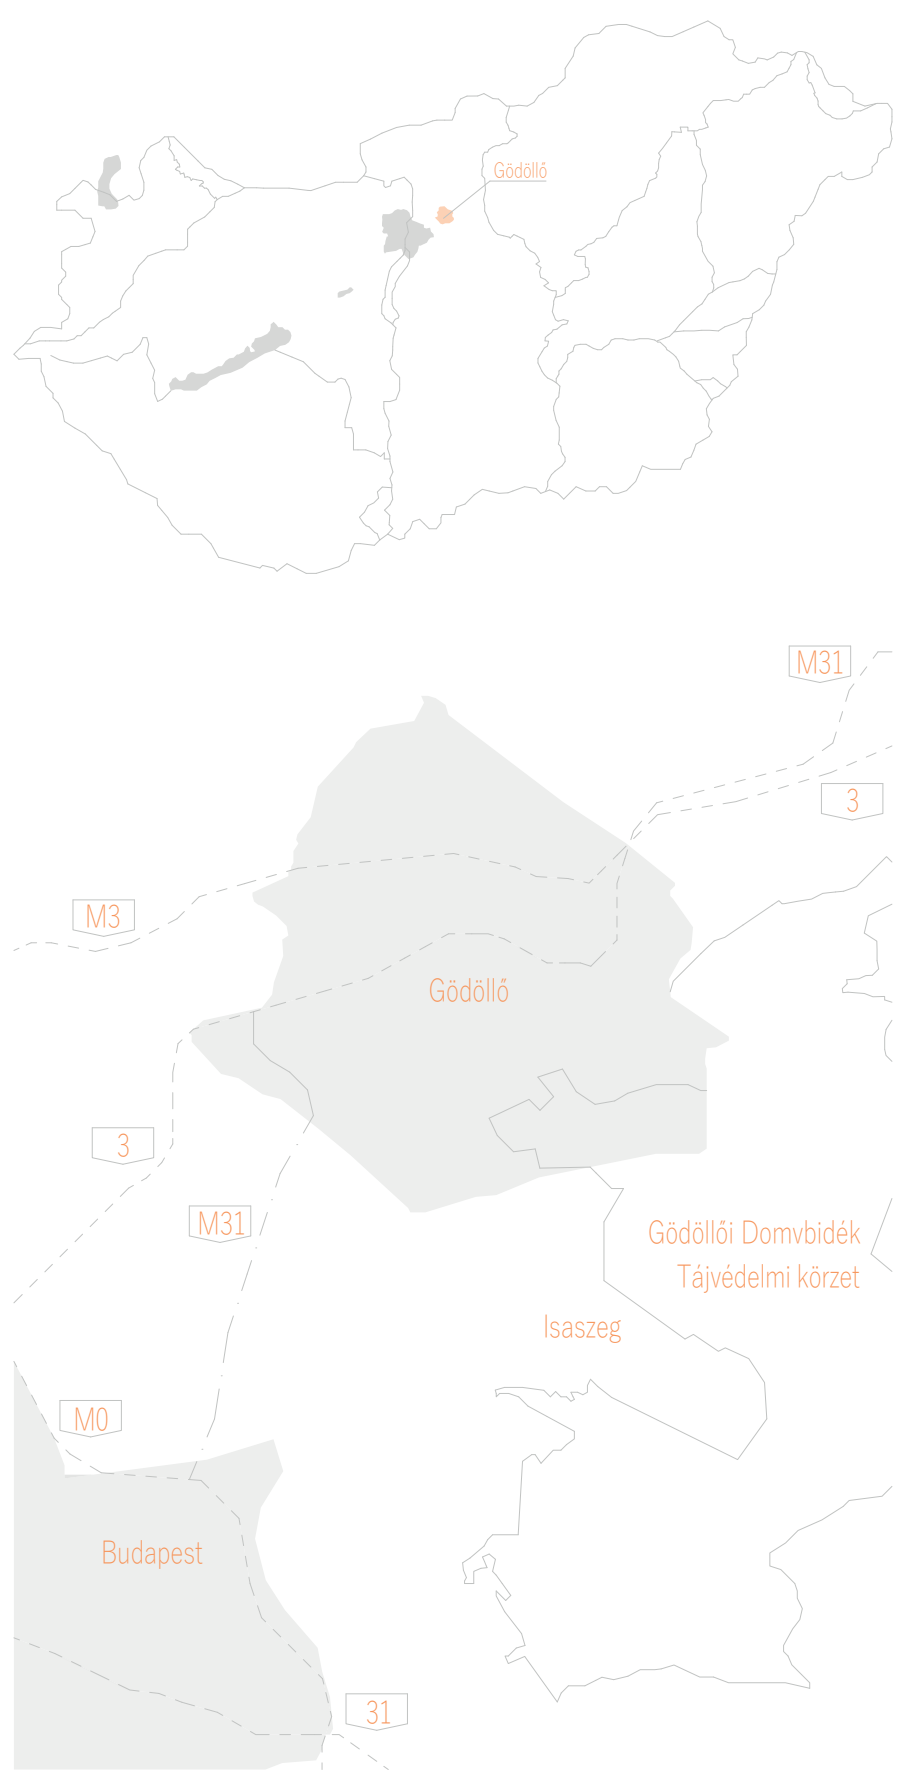 Gödöllő
M31
3
M3
Gödöllő
3
M31
Gödöllői Domvbidék
Tájvédelmi körzet
Isaszeg
M0
Budapest
31